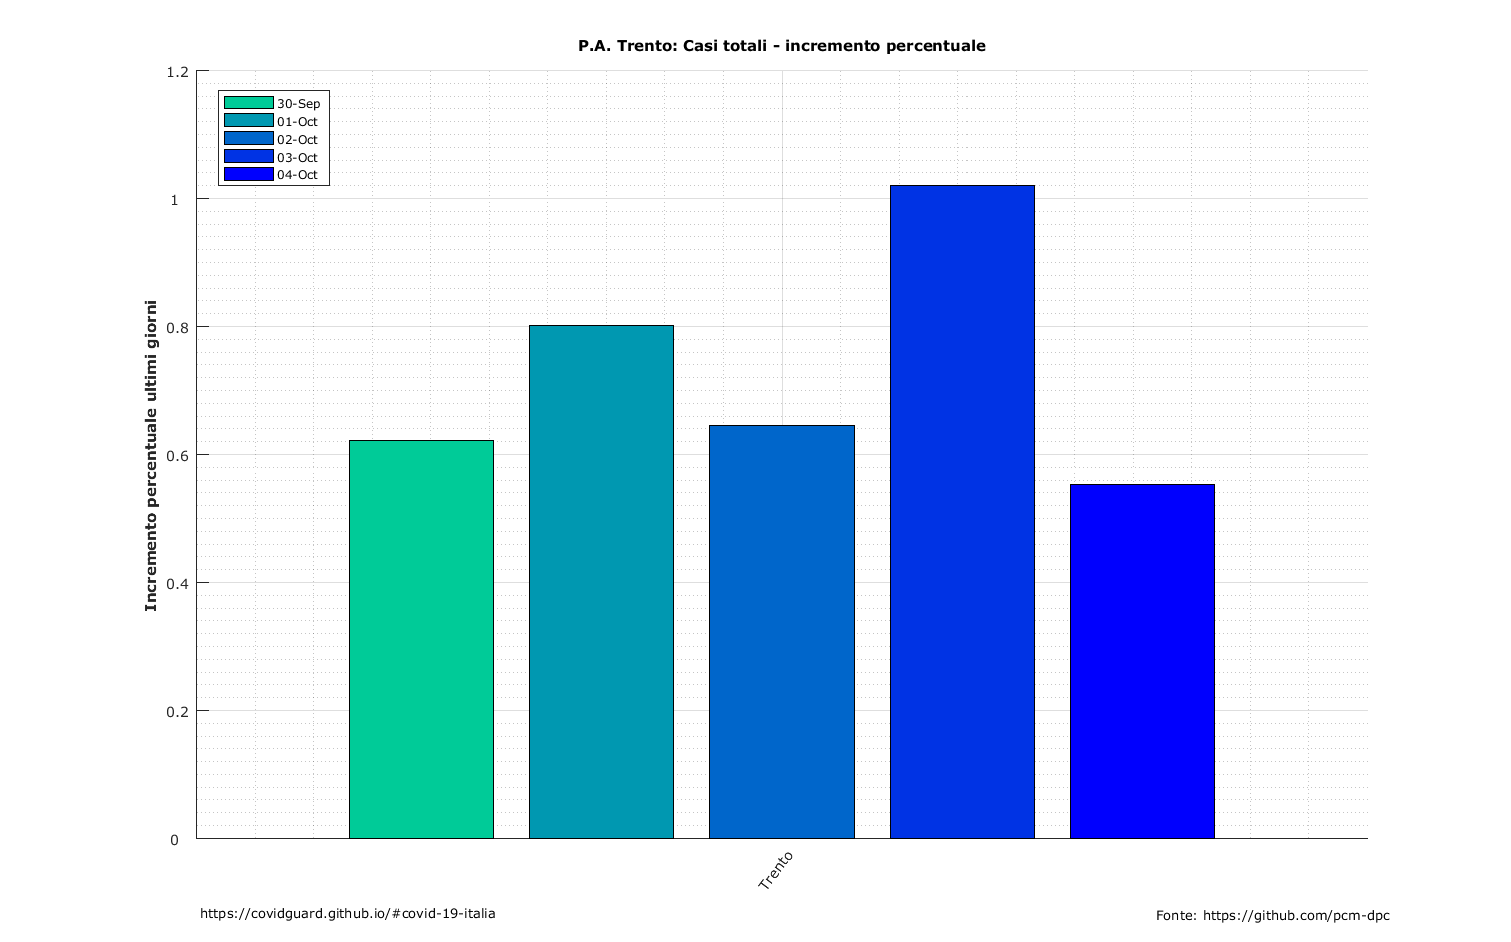 P.A. Trento: Casi totali - incremento percentuale
1.2
1
0.8
0.6
0.4
0.2
0
Incremento percentuale ultimi giorni
30-Sep
01-Oct
02-Oct
03-Oct
04-Oct
Trento
https://covidguard.github.io/#covid-19-italia
Fonte: https://github.com/pcm-dpc